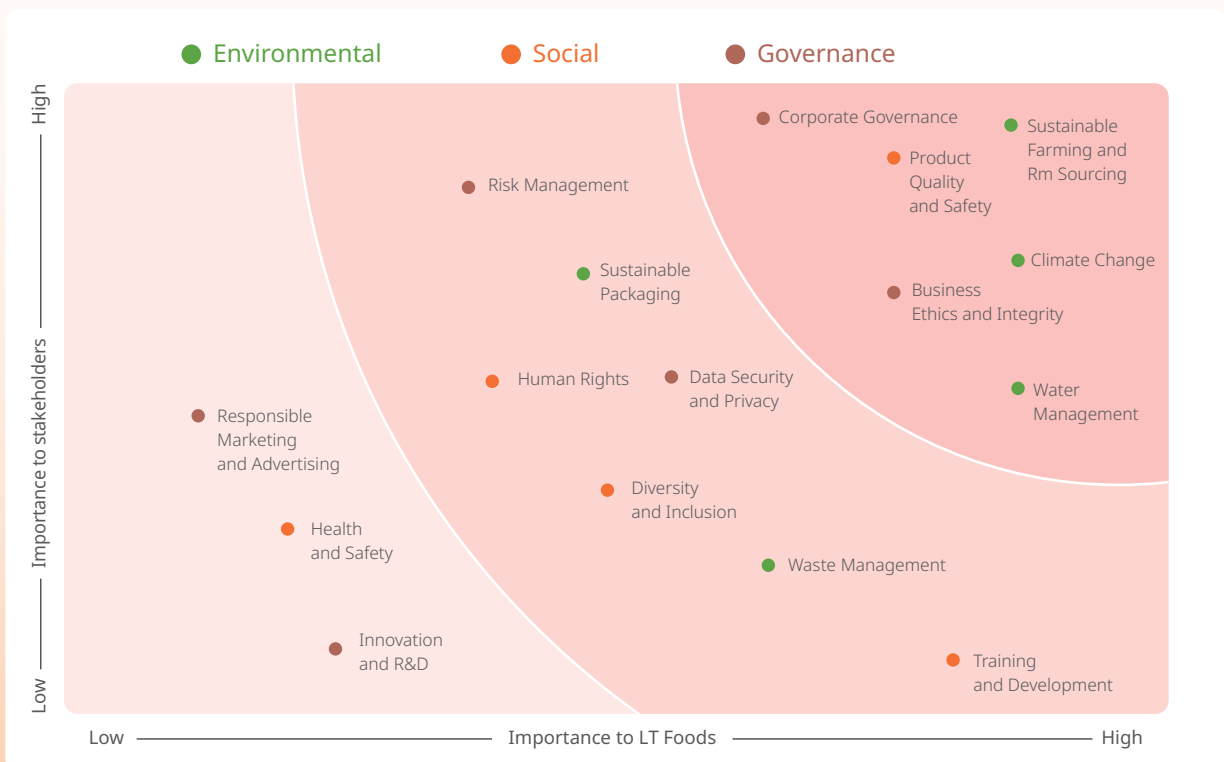 Environmental
Social
Governance
High
Importance to stakeholders
Low
Corporate Governance
Sustainable
Farming and
Rm Sourcing
Product
Quality
and Safety
Risk Management
Climate Change
Sustainable
Packaging
Business
Ethics and Integrity
Human Rights
Data Security
and Privacy
Water
Management
Responsible
Marketing
and Advertising
Diversity
and Inclusion
Health
and Safety
Waste Management
Innovation
and R&D
Training
and Development
Low
Importance to LT Foods
High